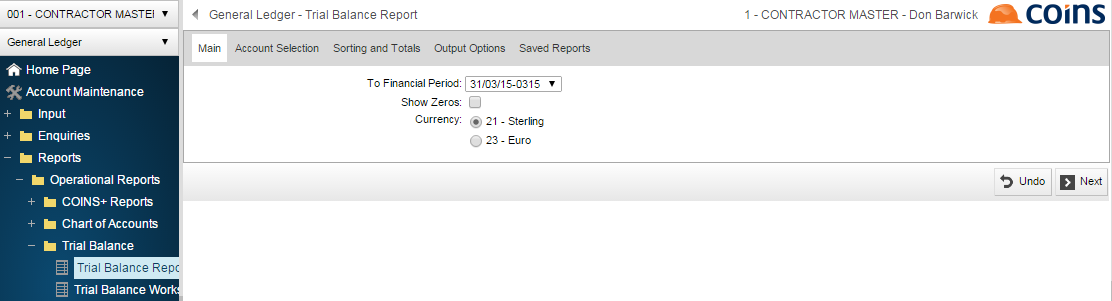 001 - CONTRACTOR MASTE
General Ledger
Home Page
Account Maintenance
Input
Enquiries
Reports
Operational Reports
COINS+ Reports
Chart of Accounts
Trial Balance
Trial Balance Repo
Trial Balance Works
General Ledger - Trial Balance Report
1 - CONTRACTOR MASTER - Don Barwick
coins
Main Account Selection Sorting and Totals Output Options Saved Reports
To Financial Period: 31/03/15-0315
Show Zeros:
Currency: 21 - Sterling
23 - Euro
Undo Next